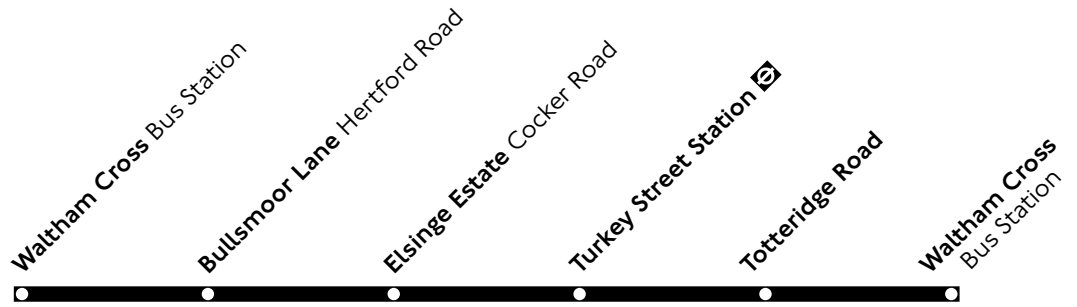 Waltham Cross Bus Station
Bullsmoor Lane Hertford Road
Elsinge Estate Cocker Road
Turkey Street Station
Totteridge Road
Waltham Cross
Bus Station